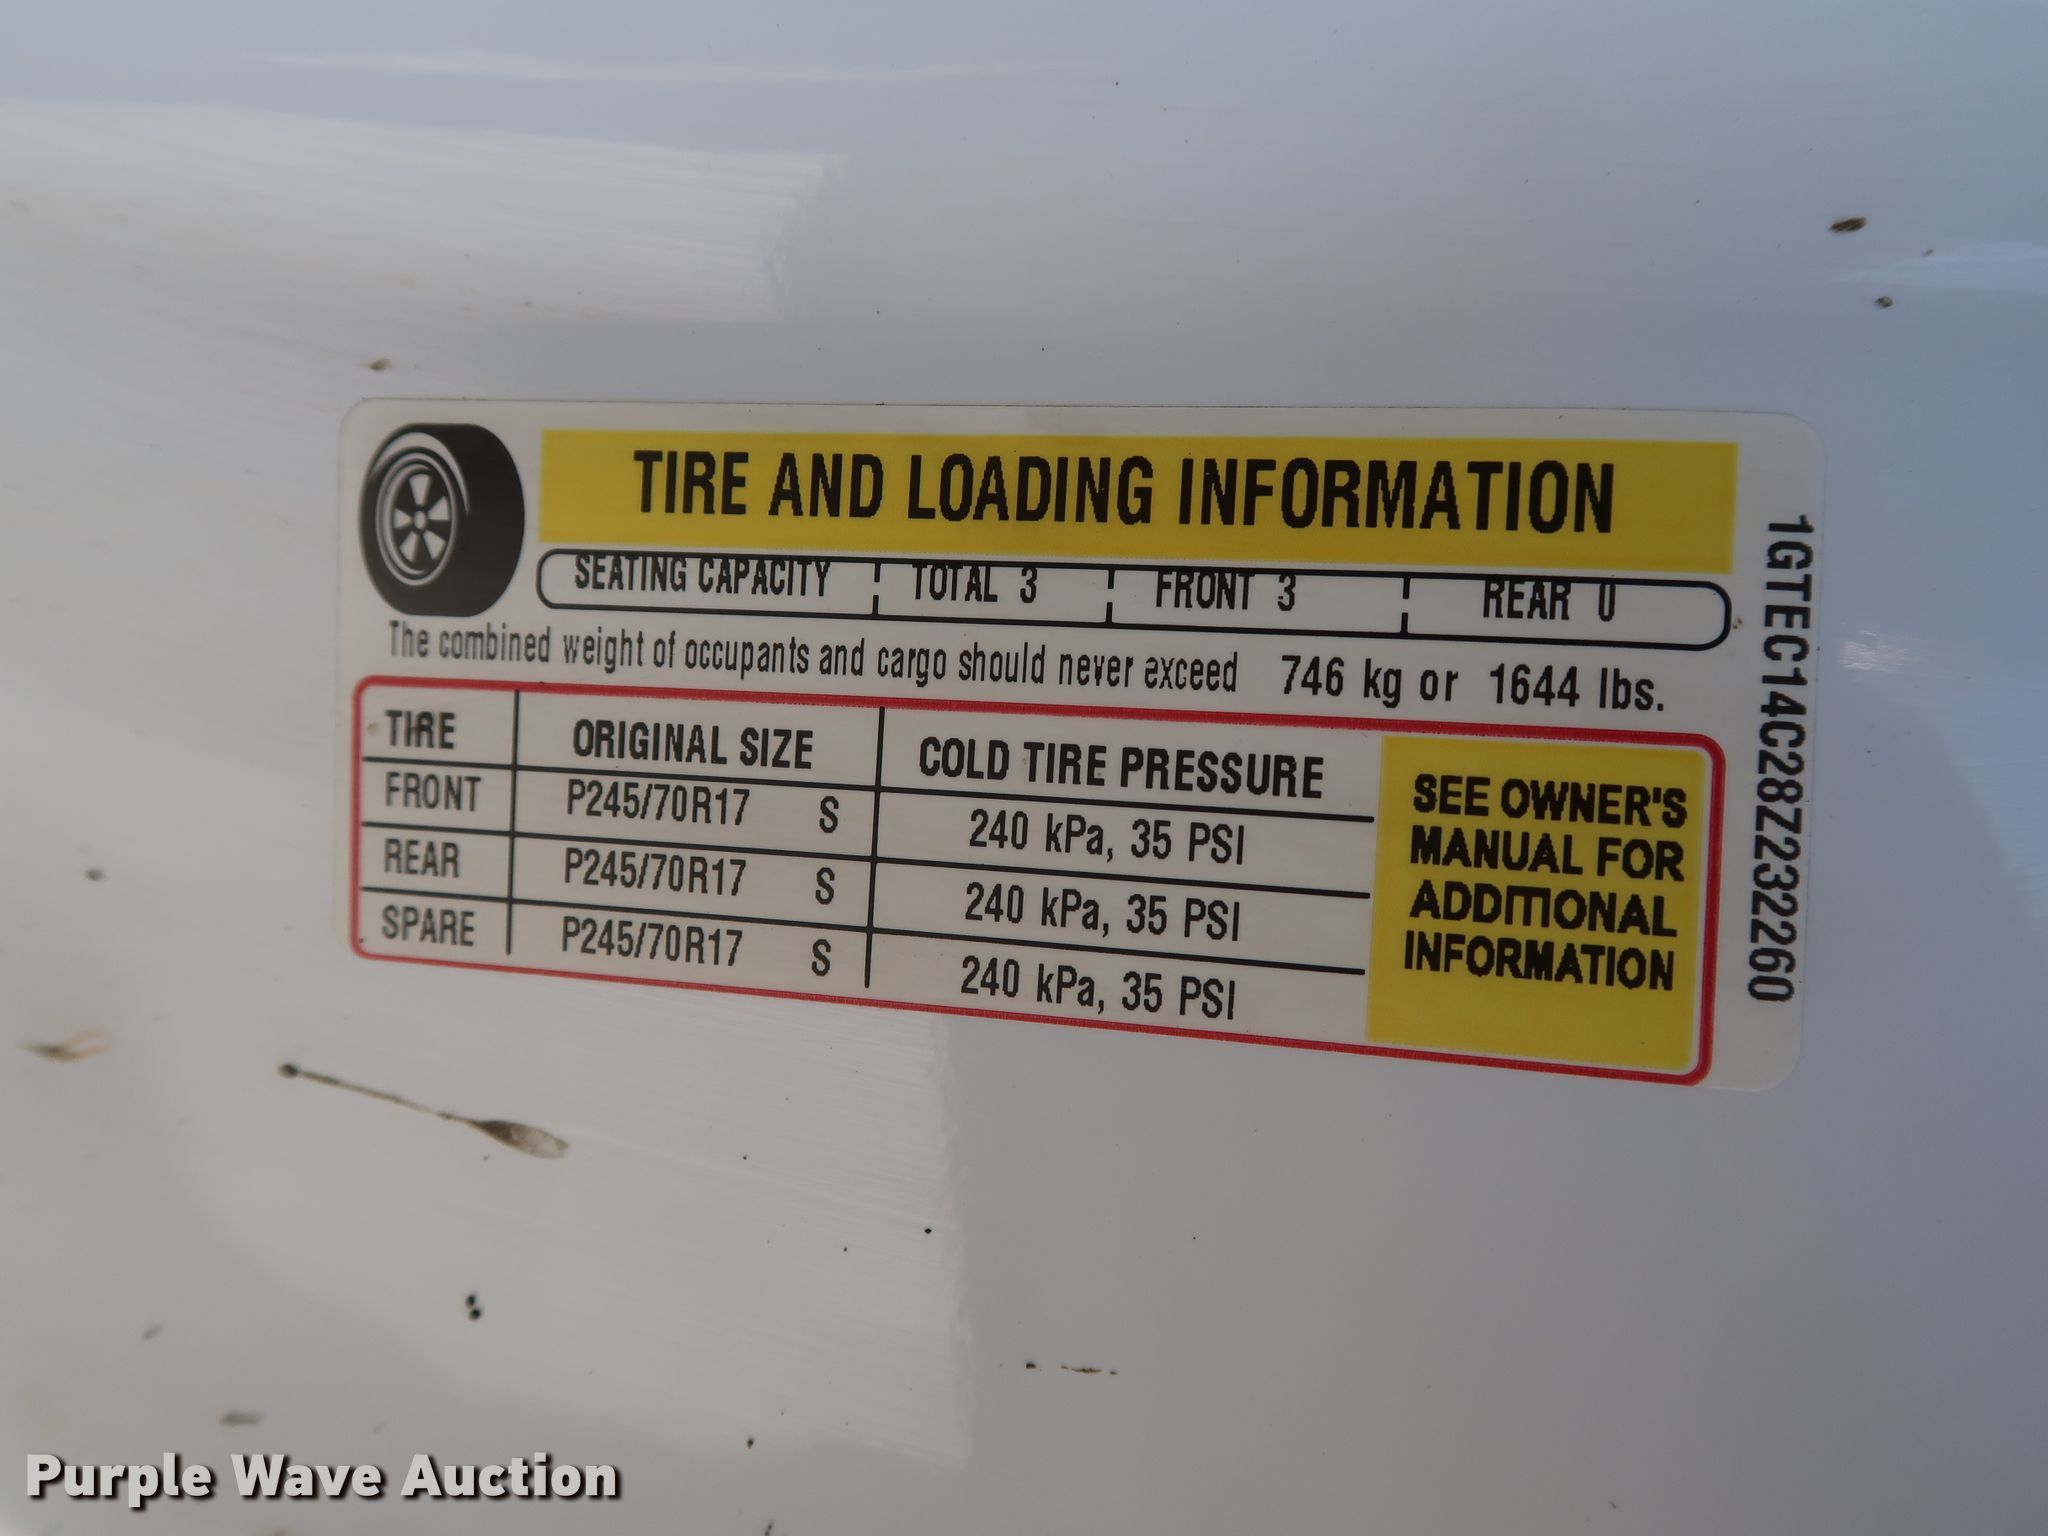 TIRE AND LOADING INFORMATION
SEATING CAPACITY TOTAL 3 FRONT 3 REAR 0
The combined weight of occupants and cargo should never exceed 746 kg or 1644 lbs.
TIRE ORIGINAL SIZE COLD TIRE PRESSURE
FRONT P245/70R17 S 240 kPa, 35 PSI
REAR P245/70R17 S 240 kPa, 35 PSI
SPARE P245/70R17 S 240 kPa, 35 PSI
SEE OWNER'S
MANUAL FOR
ADDITIONAL
INFORMATION
1GTEC14C28Z232260
Purple Wave Auction